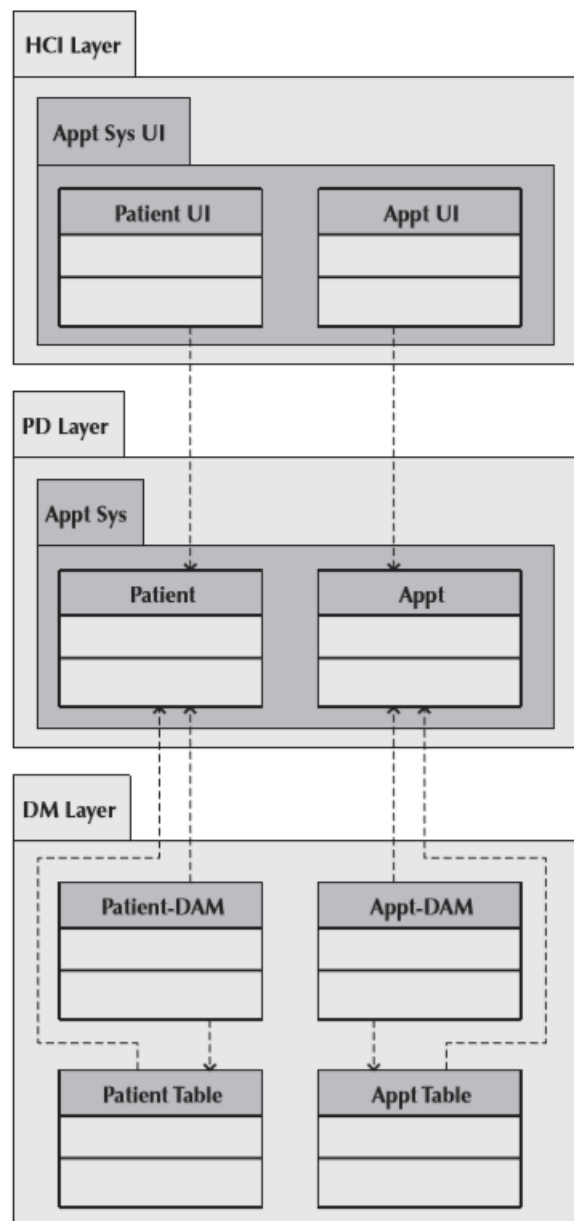 HCI Layer
Appt Sys UI
Patient UI
Appt UI
PD Layer
Appt Sys
Patient
Appt
DM Layer
Patient-DAM
Appt-DAM
Patient Table
Appt Table